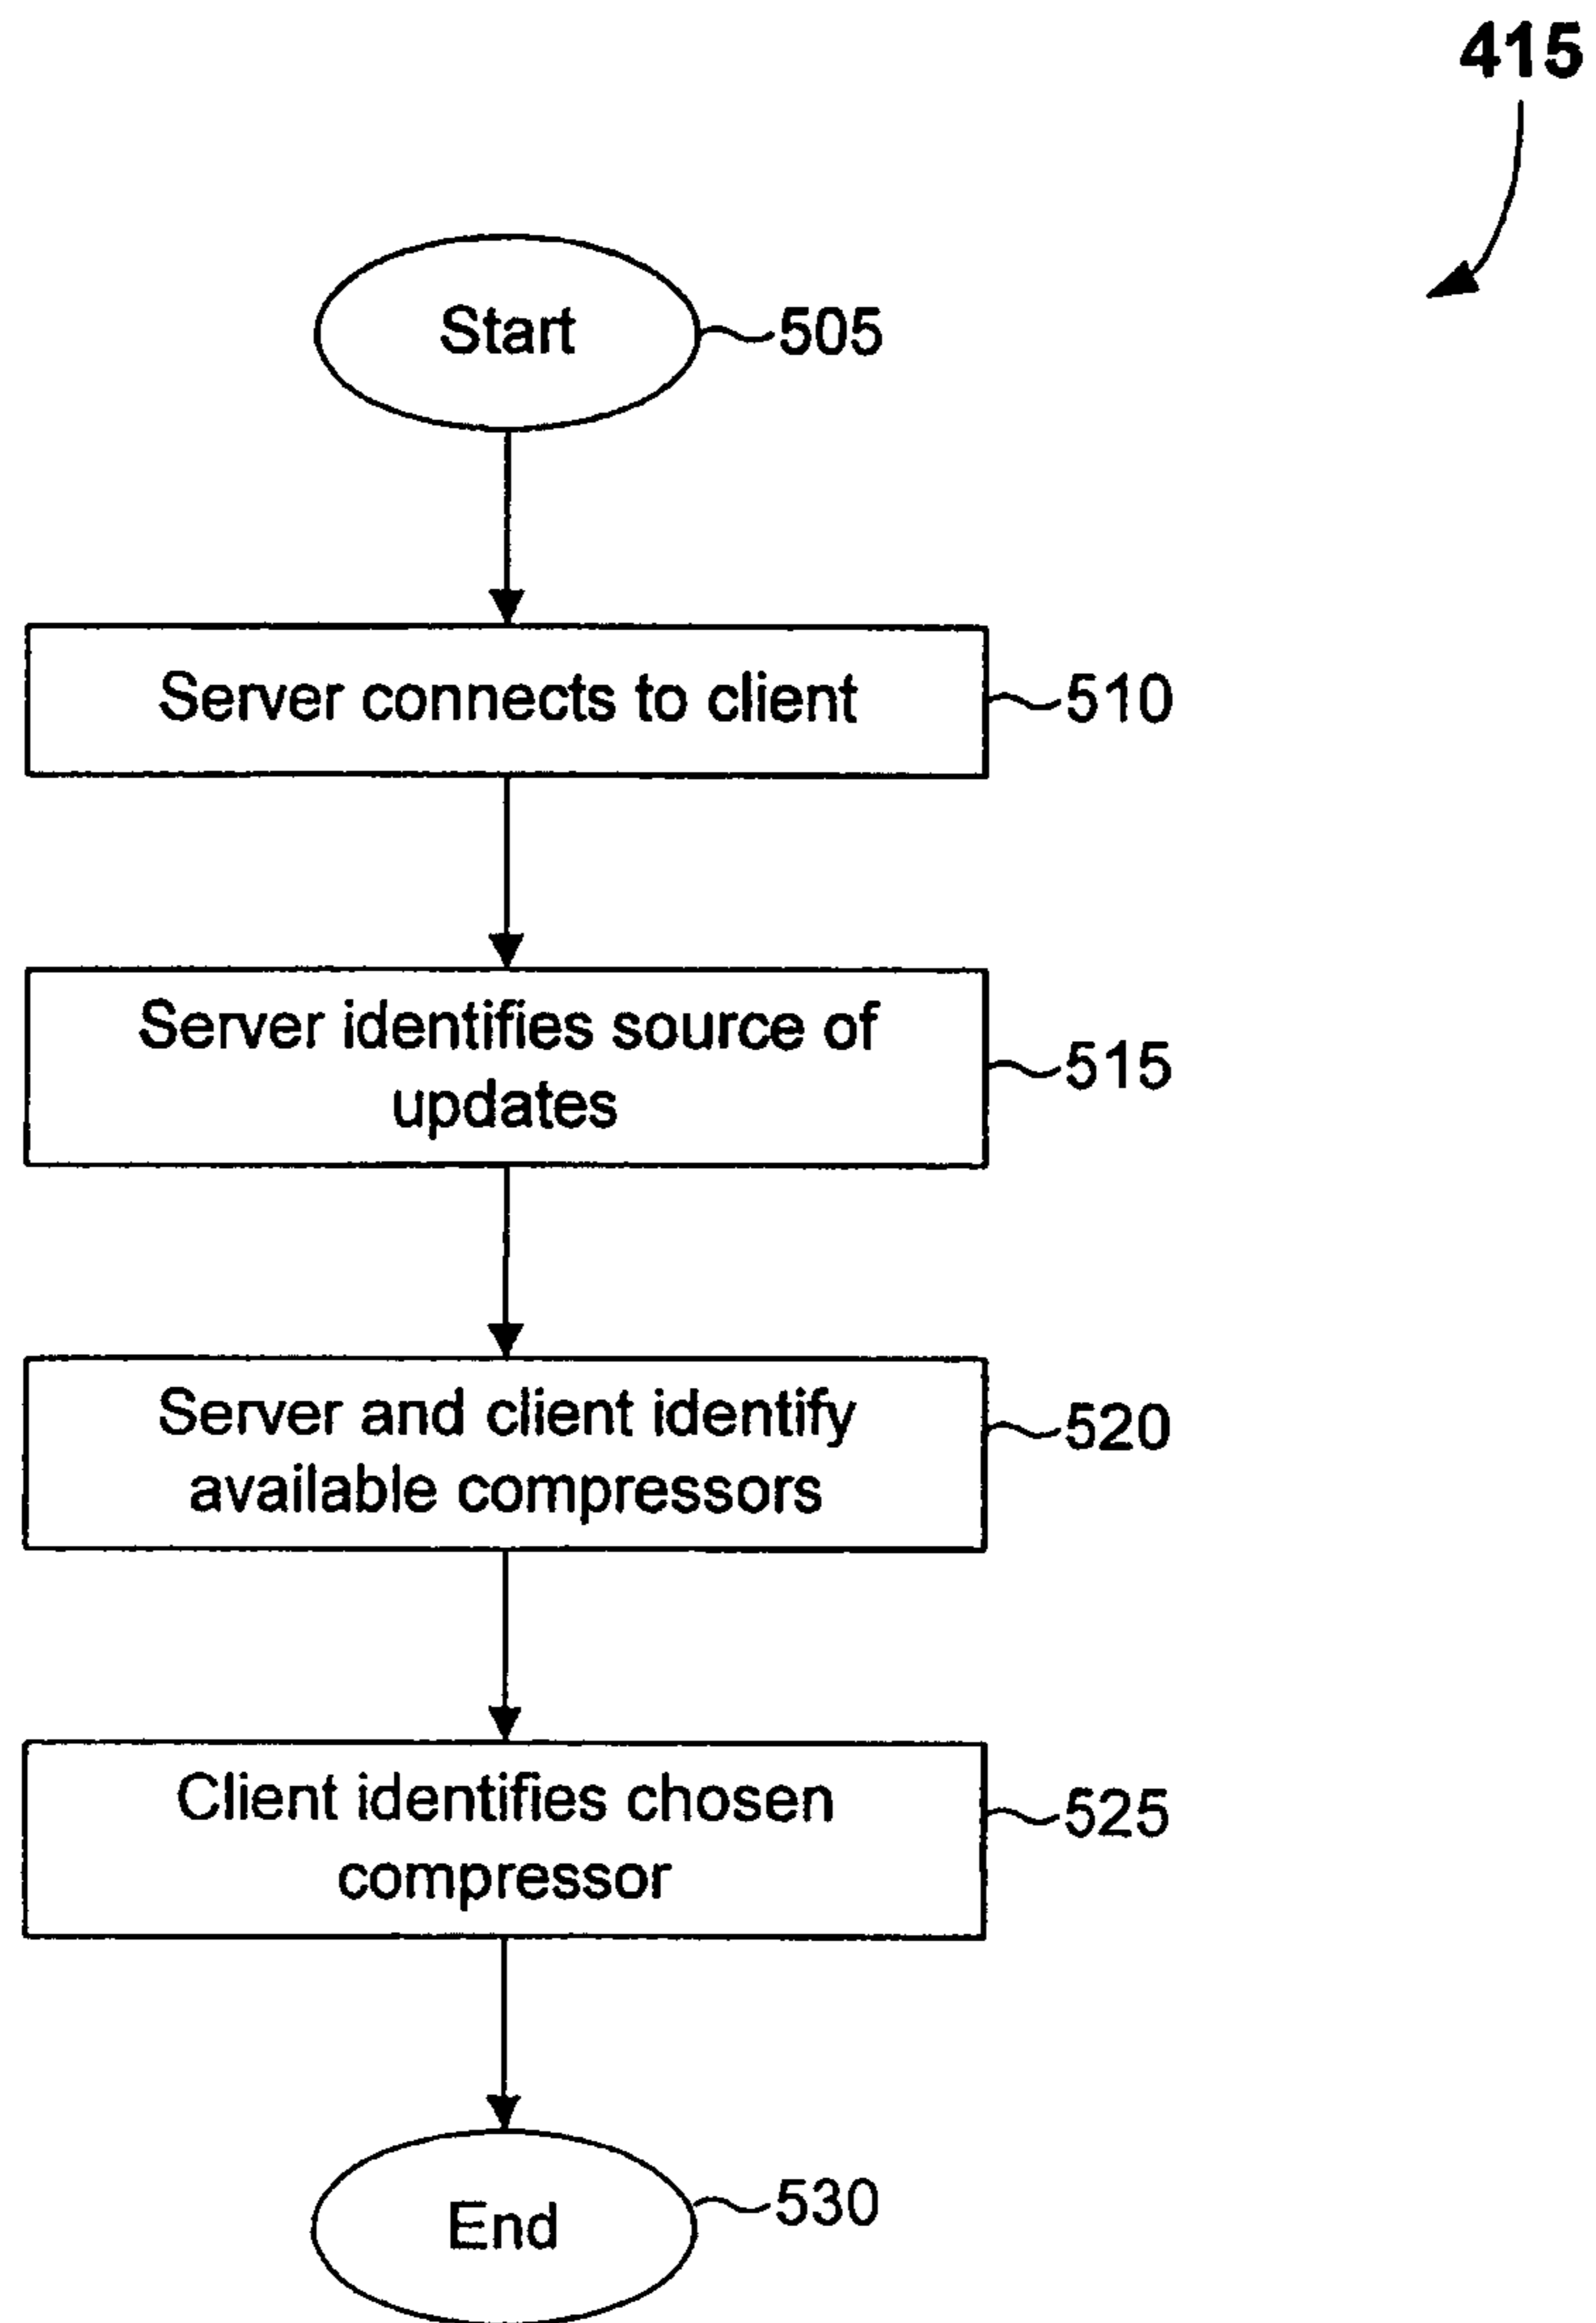 415
Start
505
Server connects to client
510
Server identifies source of
updates
515
Server and client identify
available compressors
520
Client identifies chosen
compressor
525
End
530